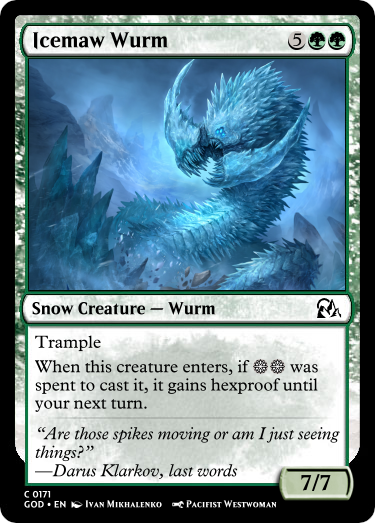 Icemaw Wurm 5
Snow Creature — Wurm
Trample
When this creature enters, if was
spent to cast it, it gains hexproof until
your next turn.
“Are those spikes moving or am I just seeing
things?”
—Darus Klarkov, last words
7/7
C 0171
GOD • EN Ivan Mikhalenko Pacifist Westwoman